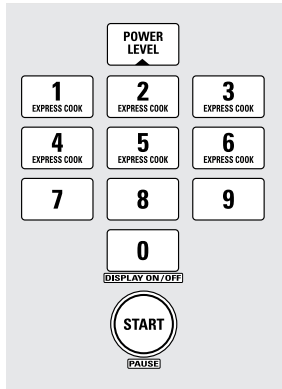 POWER
LEVEL
1 2 3
EXPRESS COOK EXPRESS COOK EXPRESS COOK
4 5 6
EXPRESS COOK EXPRESS COOK EXPRESS COOK
7 8 9
0
DISPLAY ON/OFF
START
PAUSE